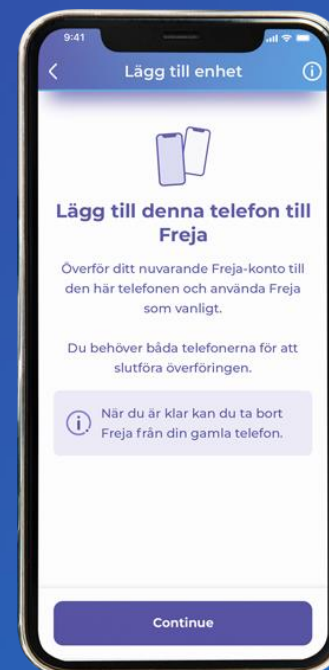 9:41
Lägg till enhet
Lägg till denna telefon till
Freja
Överför ditt nuvarande Freja-konto till
den här telefonen och använda Freja
som vanligt.
Du behöver båda telefonerna för att
slutföra överföringen.
När du är klar kan du ta bort
Freja från din gamla telefon.
Continue